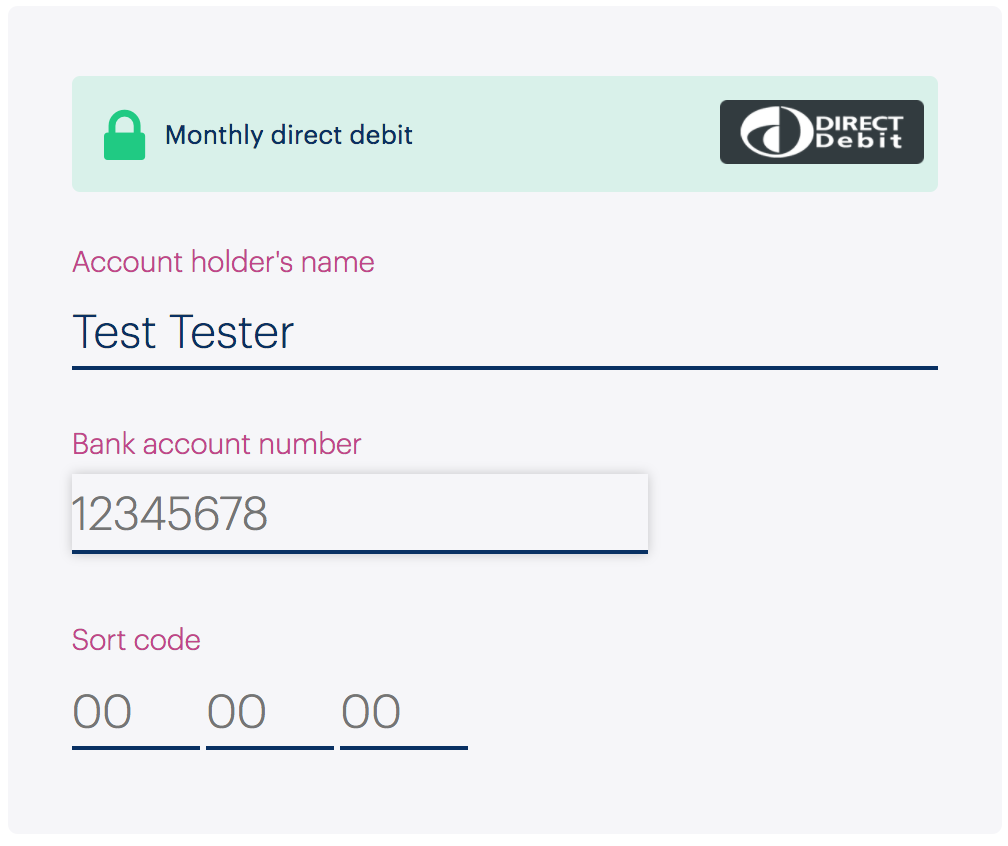 Monthly direct debit
DIRECT
Debit
Account holder's name
Test Tester
Bank account number
12345678
Sort code
00 00 00